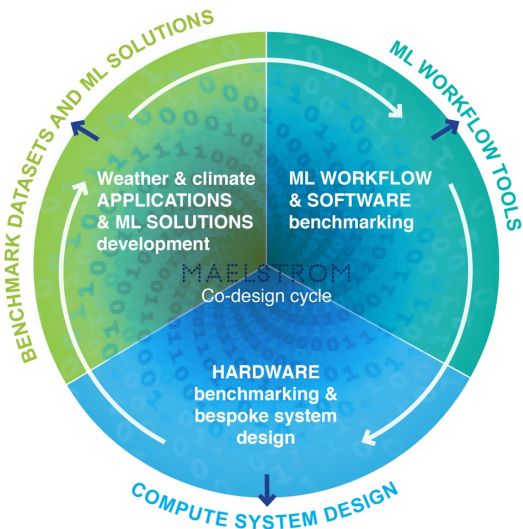 BENCHMARK DATASETS AND ML SOLUTIONS
ML WORKFLOW TOOLS
Weather & climate
APPLICATIONS
& ML SOLUTIONS
development
ML WORKFLOW
& SOFTWARE
benchmarking
MAELSTROM
Co-design cycle
HARDWARE
benchmarking &
bespoke system
design
COMPUTE SYSTEM DESIGN